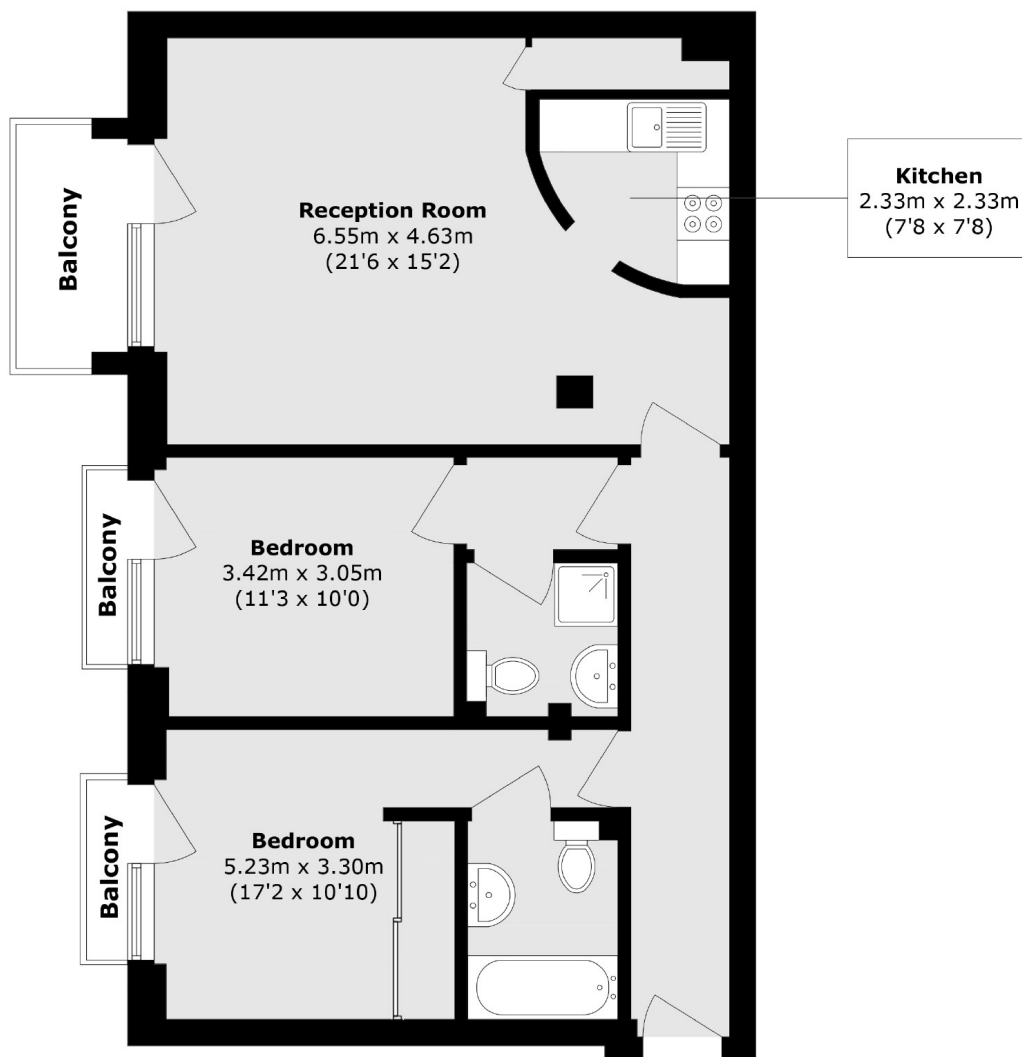 Balcony
Reception Room
6.55m x 4.63m
(21'6 x 15'2)
Kitchen
2.33m x 2.33m
(7'8 x 7'8)
Balcony
Bedroom
3.42m x 3.05m
(11'3 x 10'0)
Balcony
Bedroom
5.23m x 3.30m
(17'2 x 10'10)